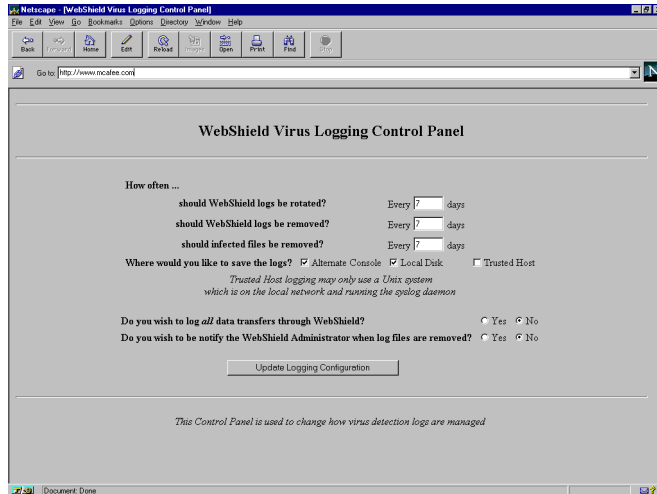 Netscape - [WebShield Virus Logging Control Panel]
File Edit View Go Bookmarks Options Directory Window Help
Back Forward Home Edit Reload Images Open Print Find Stop
Go to: http://www.mcafee.com
N
WebShield Virus Logging Control Panel
How often ...
should WebShield logs be rotated? Every 7 days
should WebShield logs be removed? Every 7 days
should infected files be removed? Every 7 days
Where would you like to save the logs? Alternate Console Local Disk Trusted Host
Trusted Host logging may only use a Unix system
which is on the local network and running the syslog daemon
Do you wish to log all data transfers through WebShield? Yes No
Do you wish to be notify the WebShield Administrator when log files are removed? Yes No
Update Logging Configuration
This Control Panel is used to change how virus detection logs are managed
Document: Done